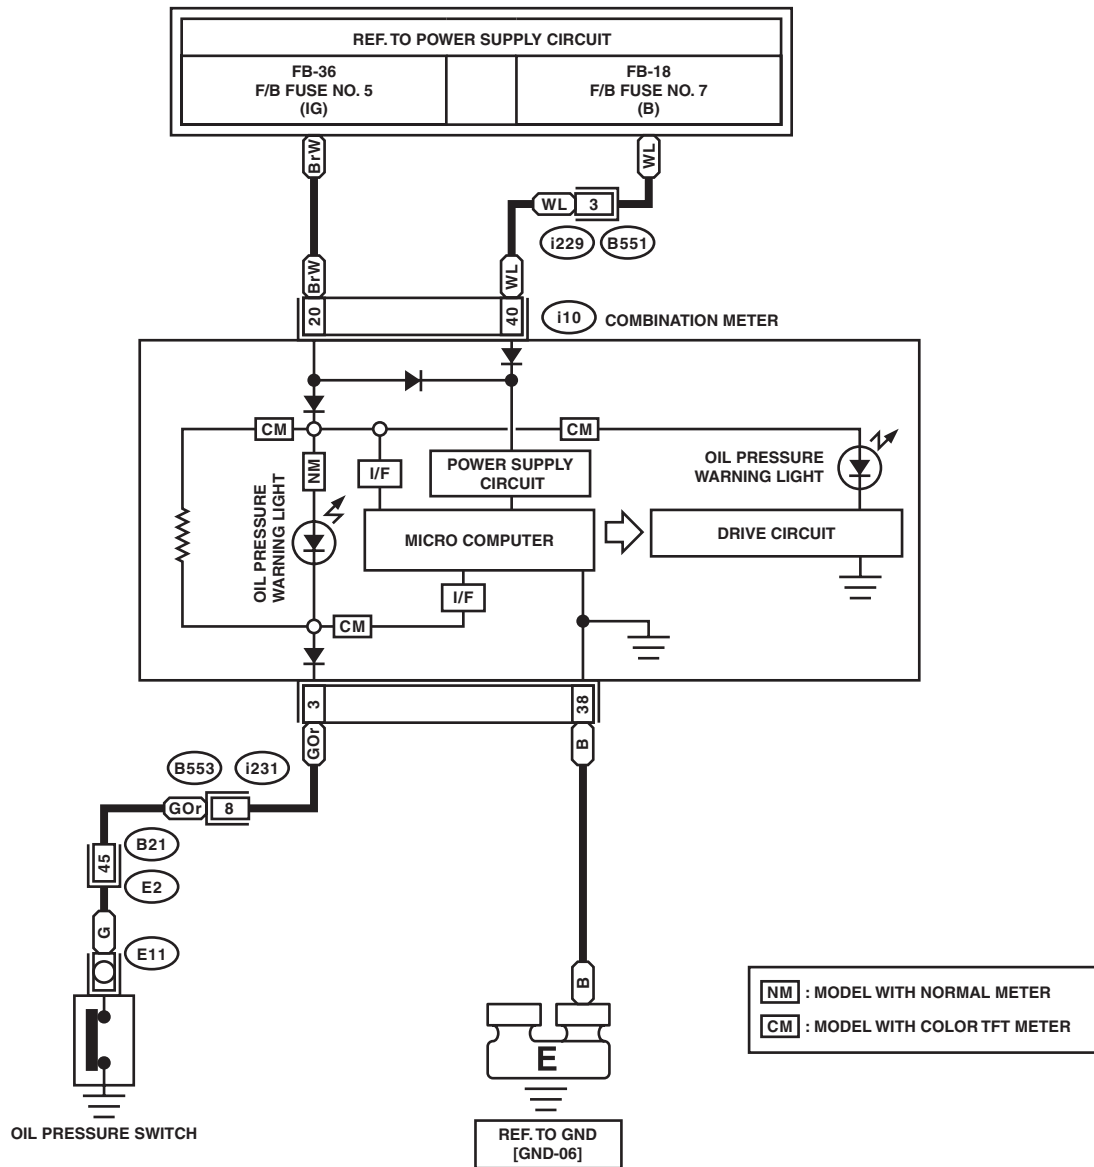 REF. TO POWER SUPPLY CIRCUIT
FB-36
F/B FUSE NO. 5
(IG)
FB-18
F/B FUSE NO. 7
(B)
BrW
WL
WL
3
i229
B551
BrW
WL
20
40
i10
COMBINATION METER
CM
CM
NM
I/F
POWER SUPPLY
CIRCUIT
OIL PRESSURE
WARNING LIGHT
OIL PRESSURE
WARNING LIGHT
MICRO COMPUTER
DRIVE CIRCUIT
I/F
CM
3
38
GOr
B
B553
i231
GOr
8
45
B21
E2
G
E11
B
E
NM : MODEL WITH NORMAL METER
CM : MODEL WITH COLOR TFT METER
OIL PRESSURE SWITCH
REF. TO GND
[GND-06]